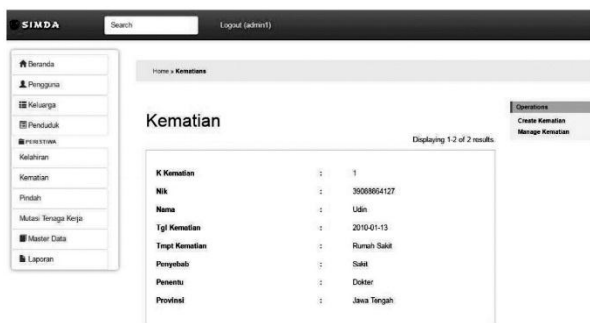 SIMDA
Search
Logout (admin1)
Beranda
Pengguna
Keluarga
Penduduk
PERISTIWA
Kelahiran
Kematian
Pindah
Mutasi Tenaga Kerja
Master Data
Laporan
Home » Kematians
Kematian
Displaying 1-2 of 2 results.
K Kematian : 1
Nik : 39088864127
Nama : Udin
Tgl Kematian : 2010-01-13
Tmpt Kematian : Rumah Sakit
Penyebab : Sakit
Penentu : Dokter
Provinsi : Jawa Tengah
Operations
Create Kematian
Manage Kematian